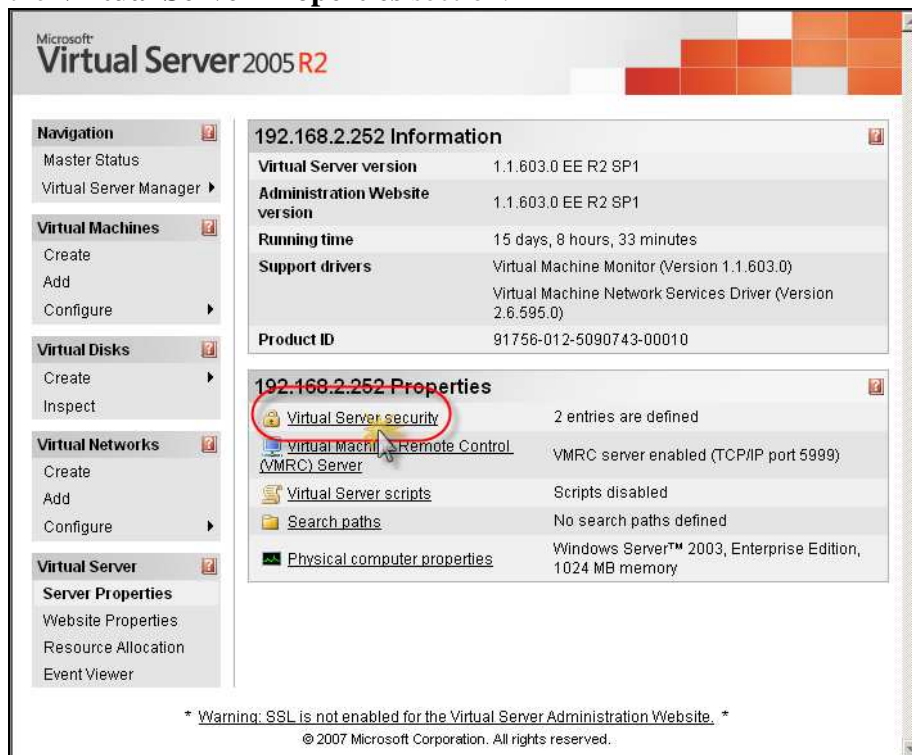 Microsoft
Virtual Server 2005 R2
Navigation
Master Status
Virtual Server Manager
Virtual Machines
Create
Add
Configure
Virtual Disks
Create
Inspect
Virtual Networks
Create
Add
Configure
Virtual Server
Server Properties
Website Properties
Resource Allocation
Event Viewer
192.168.2.252 Information
Virtual Server version 1.1.603.0 EE R2 SP1
Administration Website
version 1.1.603.0 EE R2 SP1
Running time 15 days, 8 hours, 33 minutes
Support drivers Virtual Machine Monitor (Version 1.1.603.0)
Virtual Machine Network Services Driver (Version
2.6.595.0)
Product ID 91756-012-5090743-00010
192.168.2.252 Properties
Virtual Server security 2 entries are defined
Virtual Machine Remote Control
(VMRC) Server VMRC server enabled (TCP/IP port 5999)
Virtual Server scripts Scripts disabled
Search paths No search paths defined
Physical computer properties Windows Server™ 2003, Enterprise Edition,
1024 MB memory
* Warning: SSL is not enabled for the Virtual Server Administration Website. *
© 2007 Microsoft Corporation. All rights reserved.